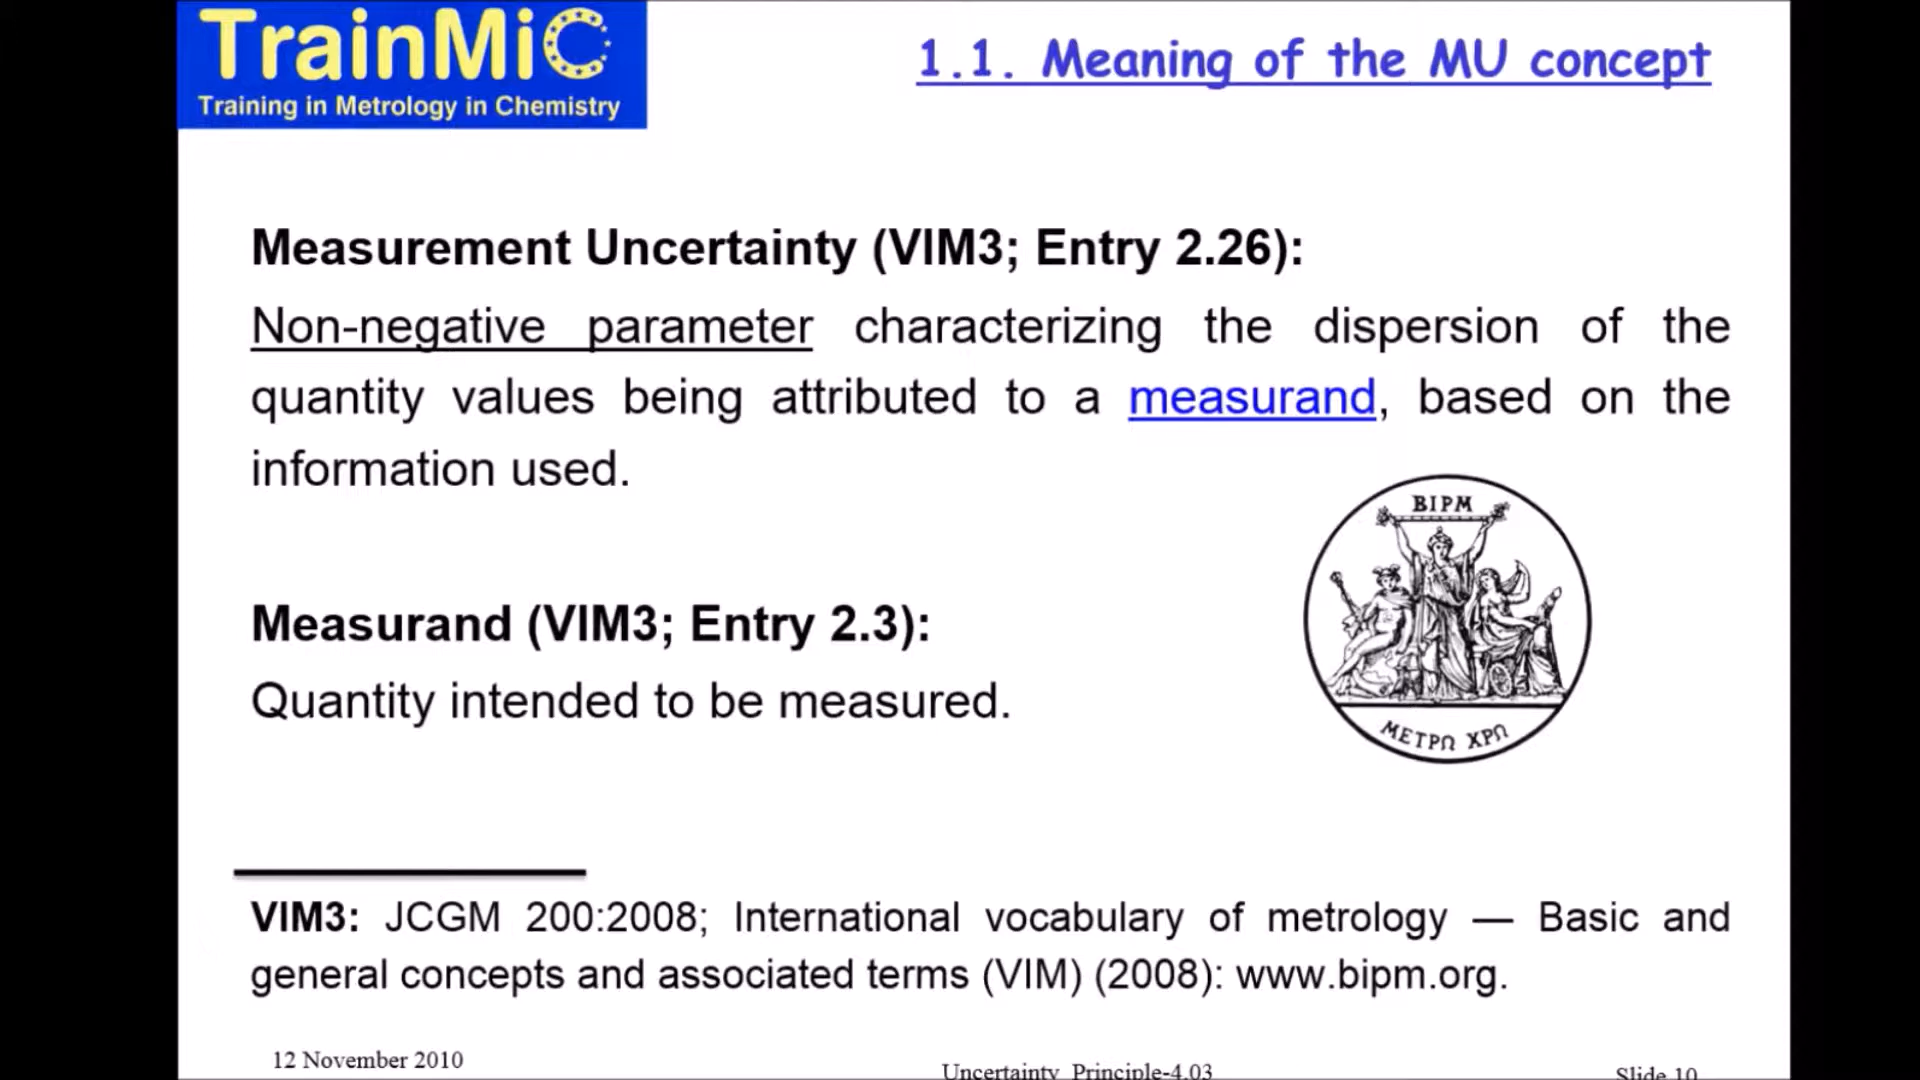 TrainMiC
Training in Metrology in Chemistry
1.1. Meaning of the MU concept
Measurement Uncertainty (VIM3; Entry 2.26):
Non-negative parameter characterizing the dispersion of the
quantity values being attributed to a measurand, based on the
information used.
BIPM
ΜΕΤΡΩ ΧΡΩ
Measurand (VIM3; Entry 2.3):
Quantity intended to be measured.
VIM3: JCGM 200:2008; International vocabulary of metrology — Basic and
general concepts and associated terms (VIM) (2008): www.bipm.org.
12 November 2010
Uncertainty_Principle-4.03
Slide 10